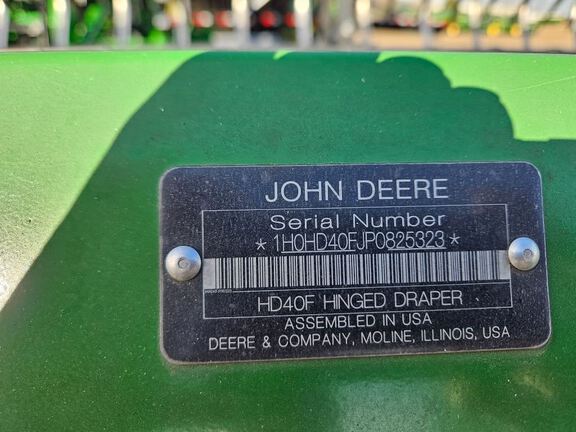 JOHN DEERE
Serial Number
*1H0HD40FJP0825323*
HD40F HINGED DRAPER
ASSEMBLED IN USA
DEERE & COMPANY, MOLINE, ILLINOIS, USA